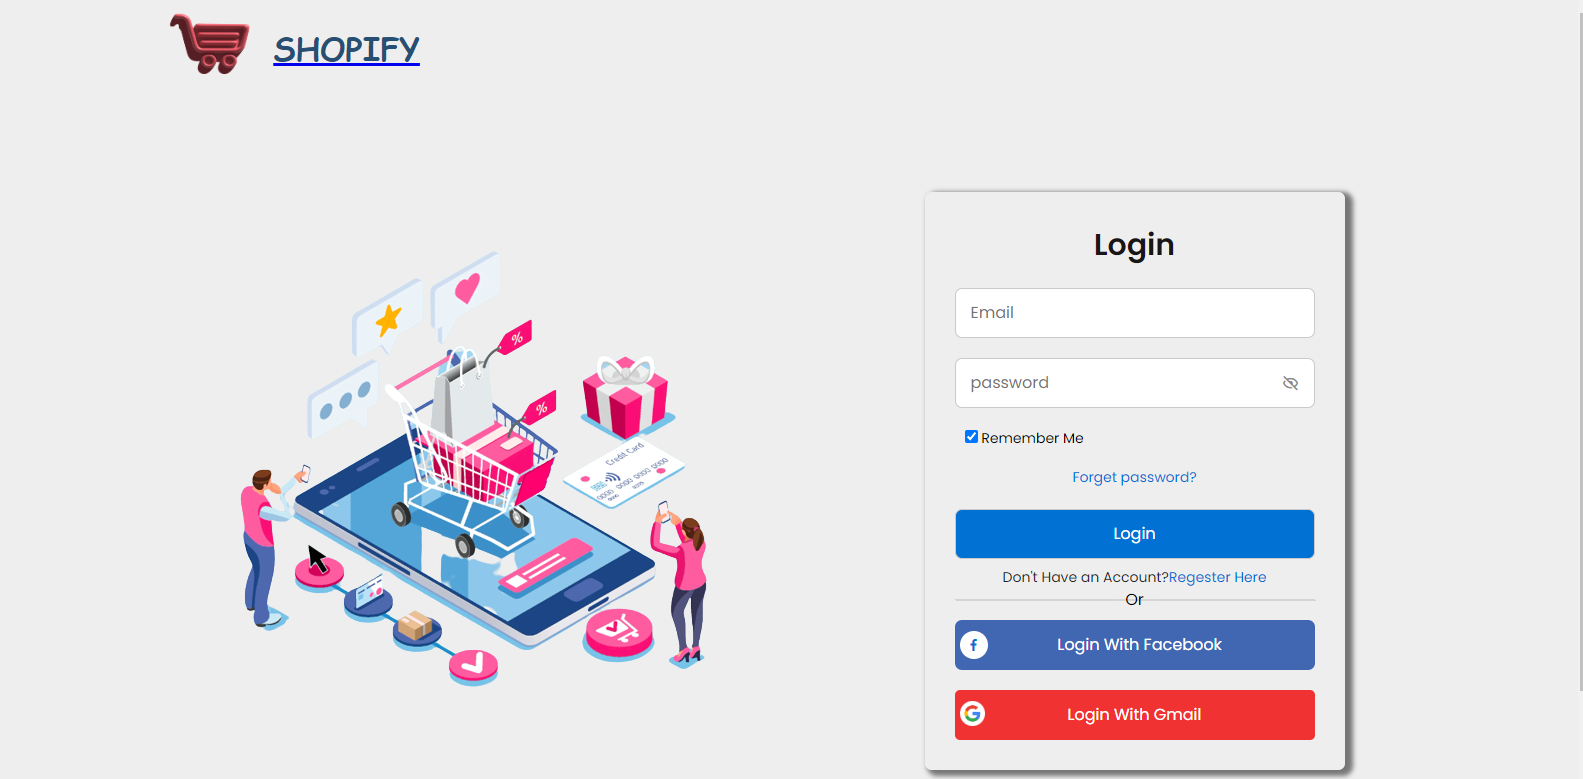 SHOPIFY
Login
Email
password
Remember Me
Forget password?
Login
Don't Have an Account?Regester Here
Or
Login With Facebook
Login With Gmail
%
%
Credit Card
0000 0000 0000 0000